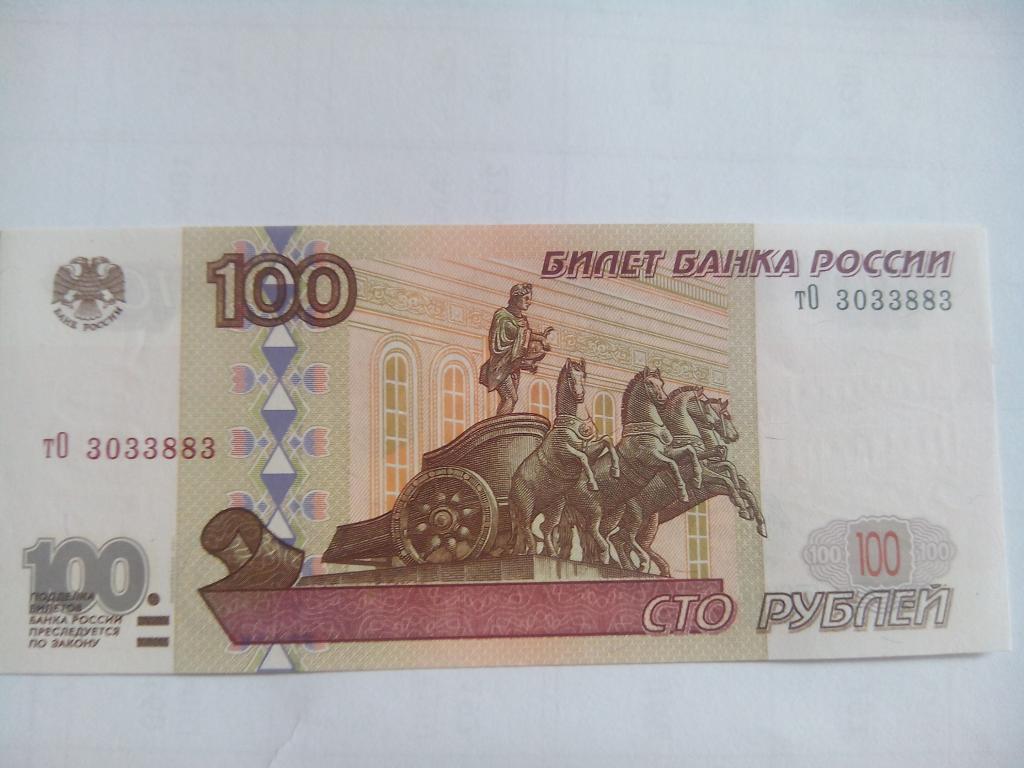 100
БИЛЕТ БАНКА РОССИИ
тО 3033883
БАНК РОССИИ
тО 3033883
100
ПОДДЕЛКА
БИЛЕТОВ
БАНКА РОССИИ
ПРЕСЛЕДУЕТСЯ
ПО ЗАКОНУ
100 100 100
СТО РУБЛЕЙ